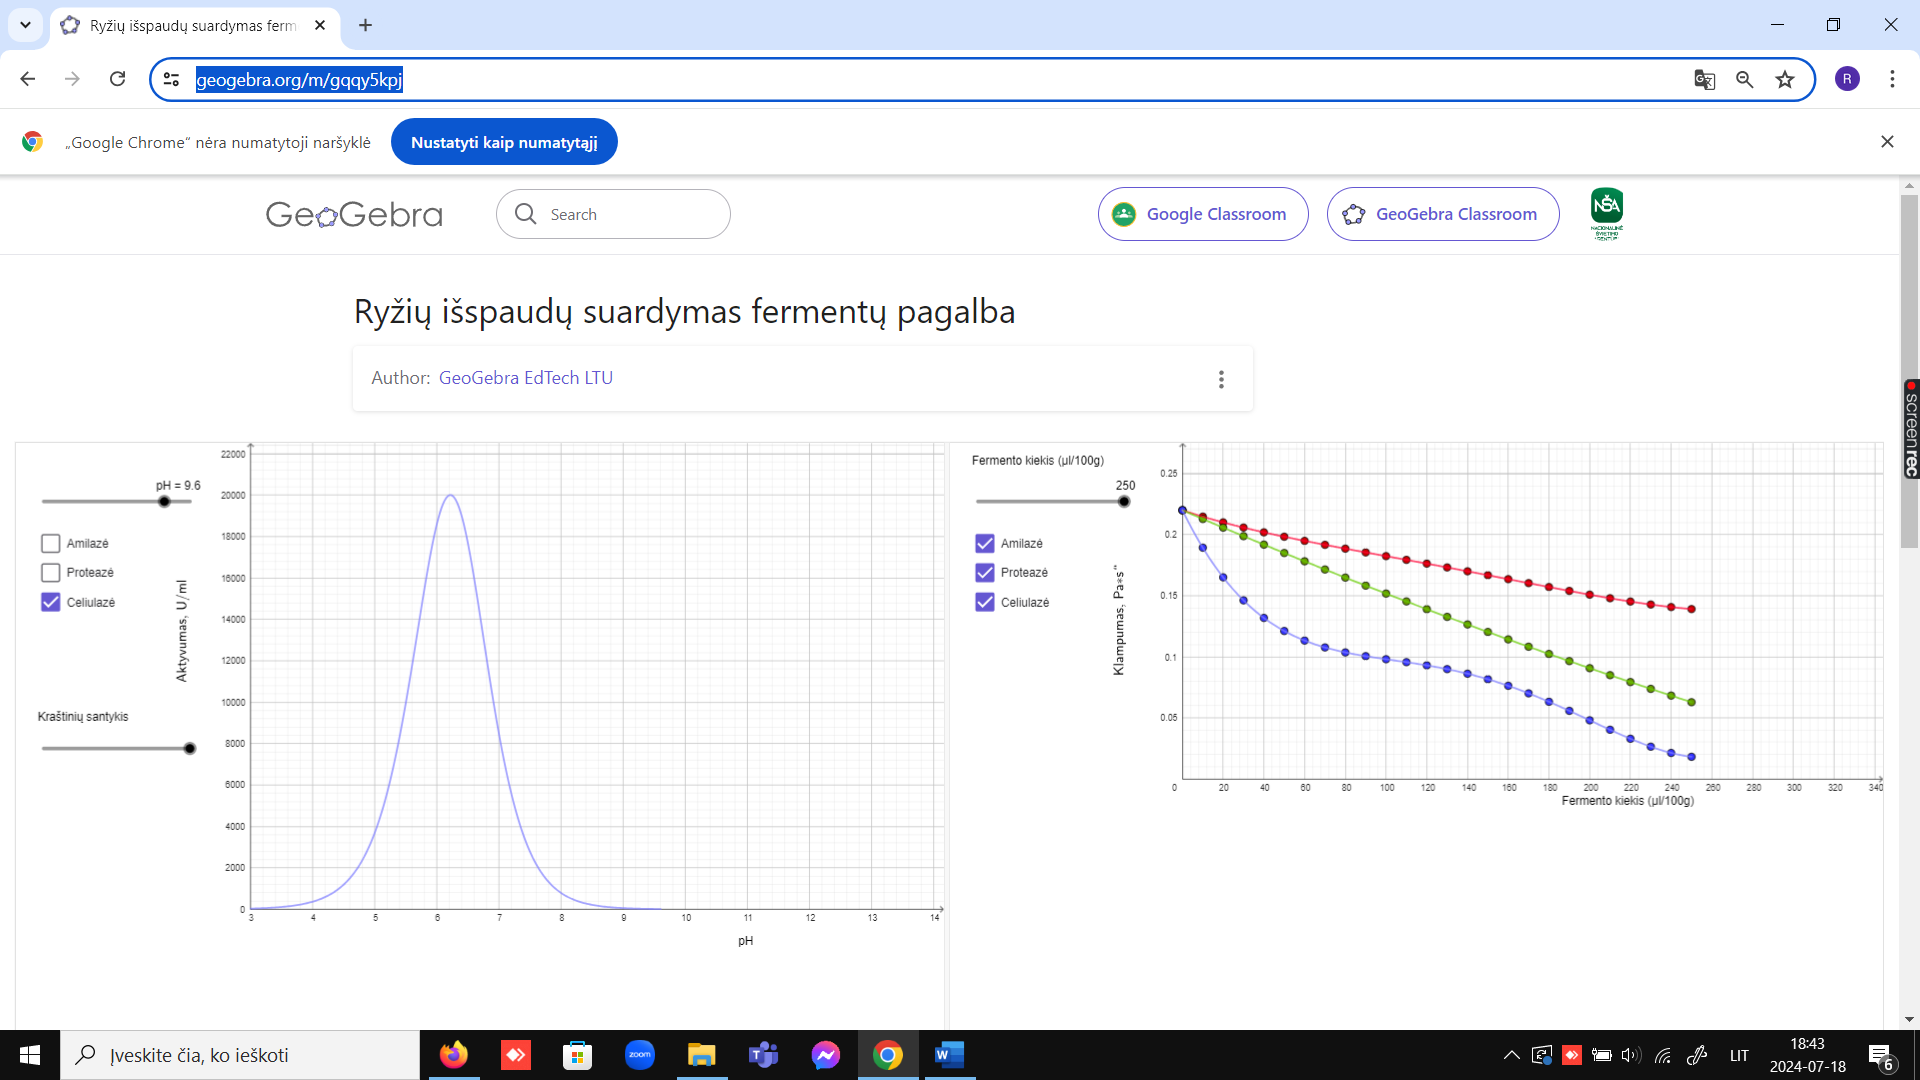 Ryžių išspaudų suardymas ferm
geogebra.org/m/gqqy5kpj
R
„Google Chrome“ nėra numatytoji naršyklė
Nustatyti kaip numatytąjį
GeoGebra
Search
Google Classroom
GeoGebra Classroom
NŠA
NACIONALINĖ
ŠVIETIMO
AGENTŪRA
Ryžių išspaudų suardymas fermentų pagalba
Author: GeoGebra EdTech LTU
screenrec
pH = 9.6
Amilazė
Proteazė
Celiulazė
Kraštinių santykis
Aktyvumas, U/ml
22000
20000
18000
16000
14000
12000
10000
8000
6000
4000
2000
0
3 4 5 6 7 8 9 10 11 12 13 14
pH
Fermento kiekis (µl/100g)
250
Amilazė
Proteazė
Celiulazė
Klampumas, Pa*s"
0.25
0.2
0.15
0.1
0.05
0 20 40 60 80 100 120 140 160 180 200 220 240 260 280 300 320 340
Fermento kiekis (µl/100g)
Įveskite čia, ko ieškoti
zoom
LIT
18:43
2024-07-18
6